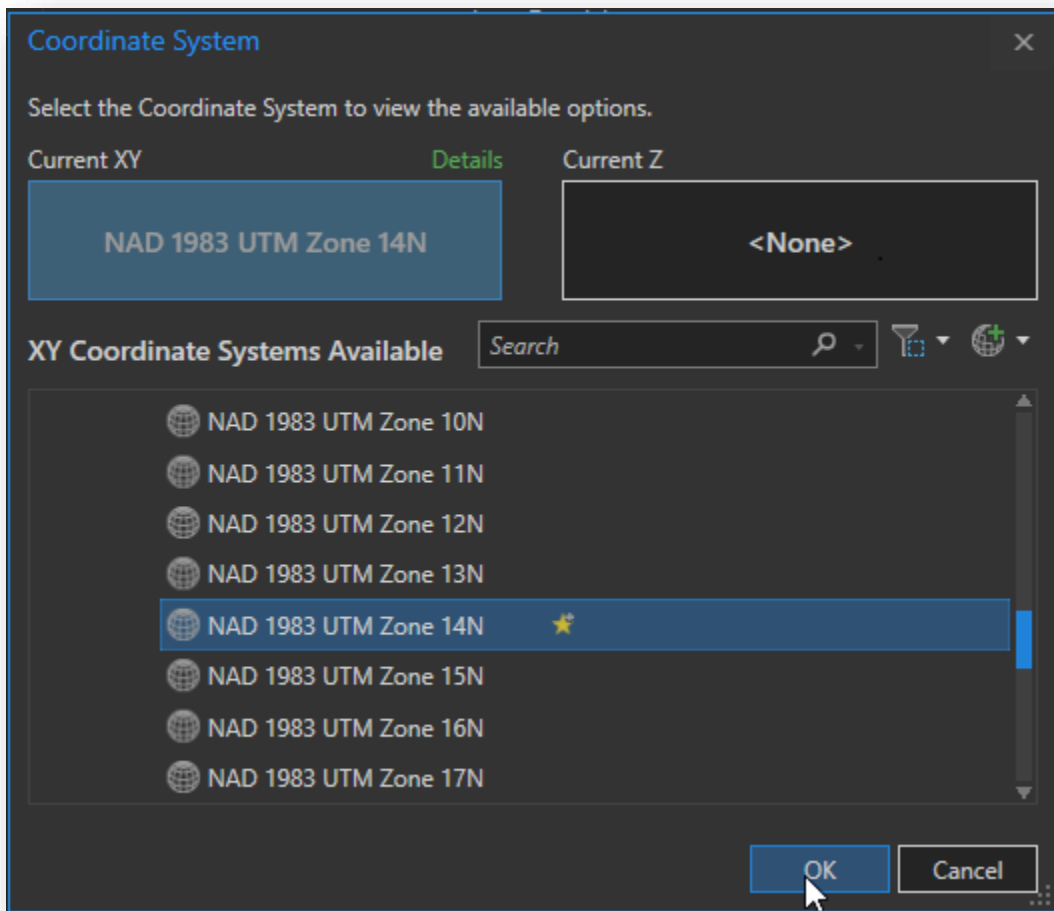 Coordinate System
Select the Coordinate System to view the available options.
Current XY Details Current Z
NAD 1983 UTM Zone 14N <None>
XY Coordinate Systems Available Search
NAD 1983 UTM Zone 10N
NAD 1983 UTM Zone 11N
NAD 1983 UTM Zone 12N
NAD 1983 UTM Zone 13N
NAD 1983 UTM Zone 14N
NAD 1983 UTM Zone 15N
NAD 1983 UTM Zone 16N
NAD 1983 UTM Zone 17N
OK Cancel